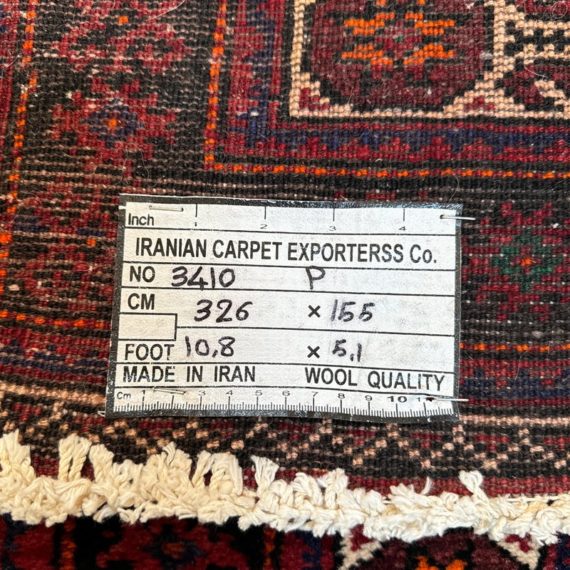 Inch 1 2 3 4
IRANIAN CARPET EXPORTERSS Co.
NO 3410 P
CM 326 × 155
FOOT 10.8 × 5.1
MADE IN IRAN WOOL QUALITY
Cm 1 2 3 4 5 6 7 8 9 10 11